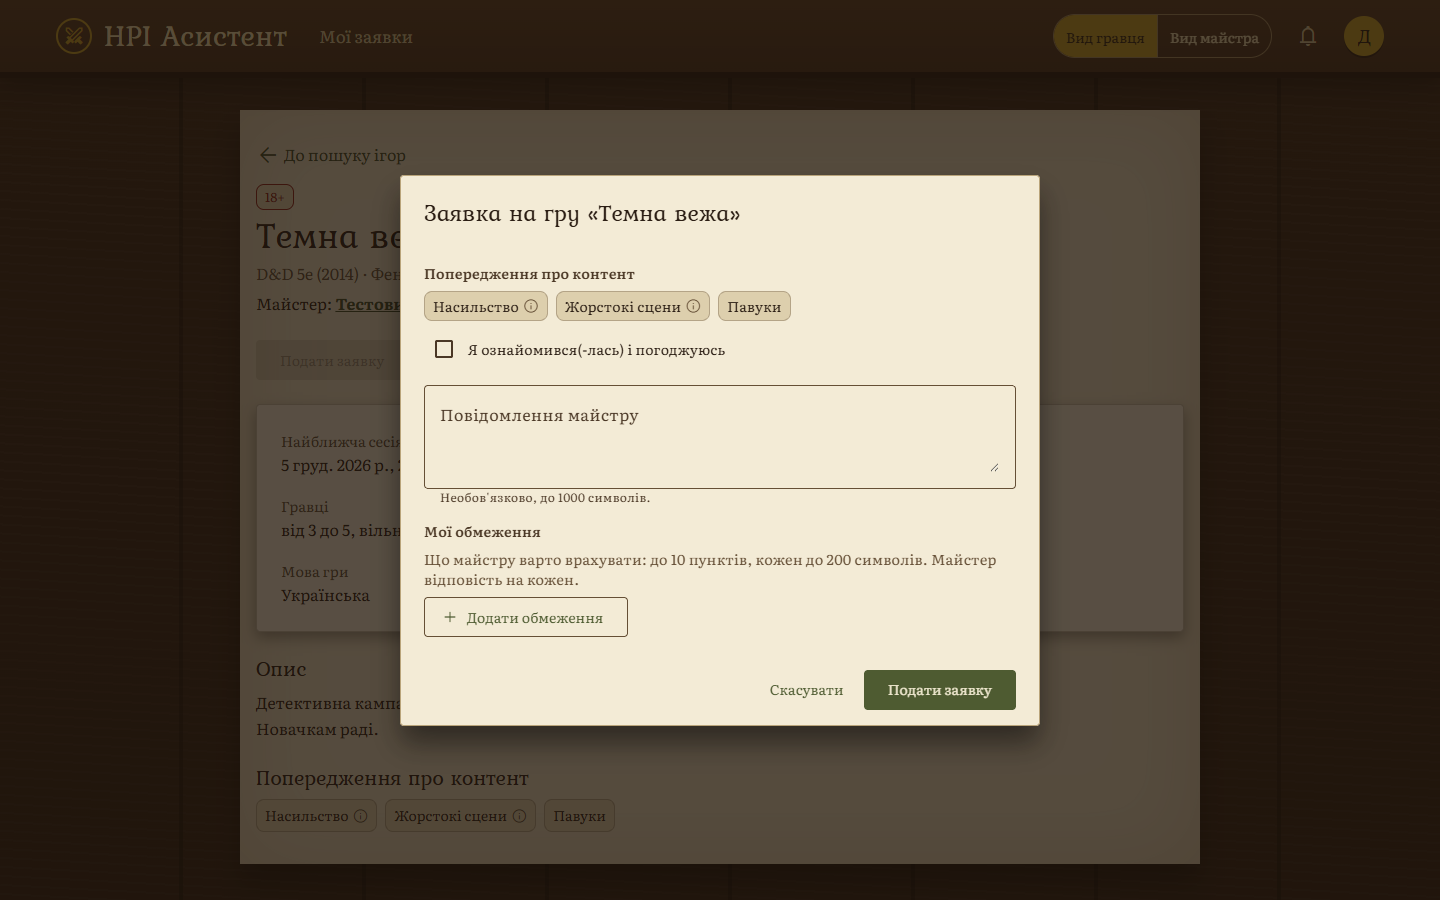 НРІ Асистент
Мої заявки
Вид гравця
Вид майстра
Д
До пошуку ігор
18+
Темна ве
D&D 5e (2014) · Фен
Майстер: Тестови
Подати заявку
Найближча сесія
5 груд. 2026 р., 2
Гравці
від 3 до 5, вільн
Мова гри
Українська
Опис
Детективна кампа
Новачкам раді.
Попередження про контент
Насильство
Жорстокі сцени
Павуки
Заявка на гру «Темна вежа»
Попередження про контент
Насильство
Жорстокі сцени
Павуки
Я ознайомився(-лась) і погоджуюсь
Повідомлення майстру
Необов'язково, до 1000 символів.
Мої обмеження
Що майстру варто врахувати: до 10 пунктів, кожен до 200 символів. Майстер
відповість на кожен.
Додати обмеження
Скасувати
Подати заявку